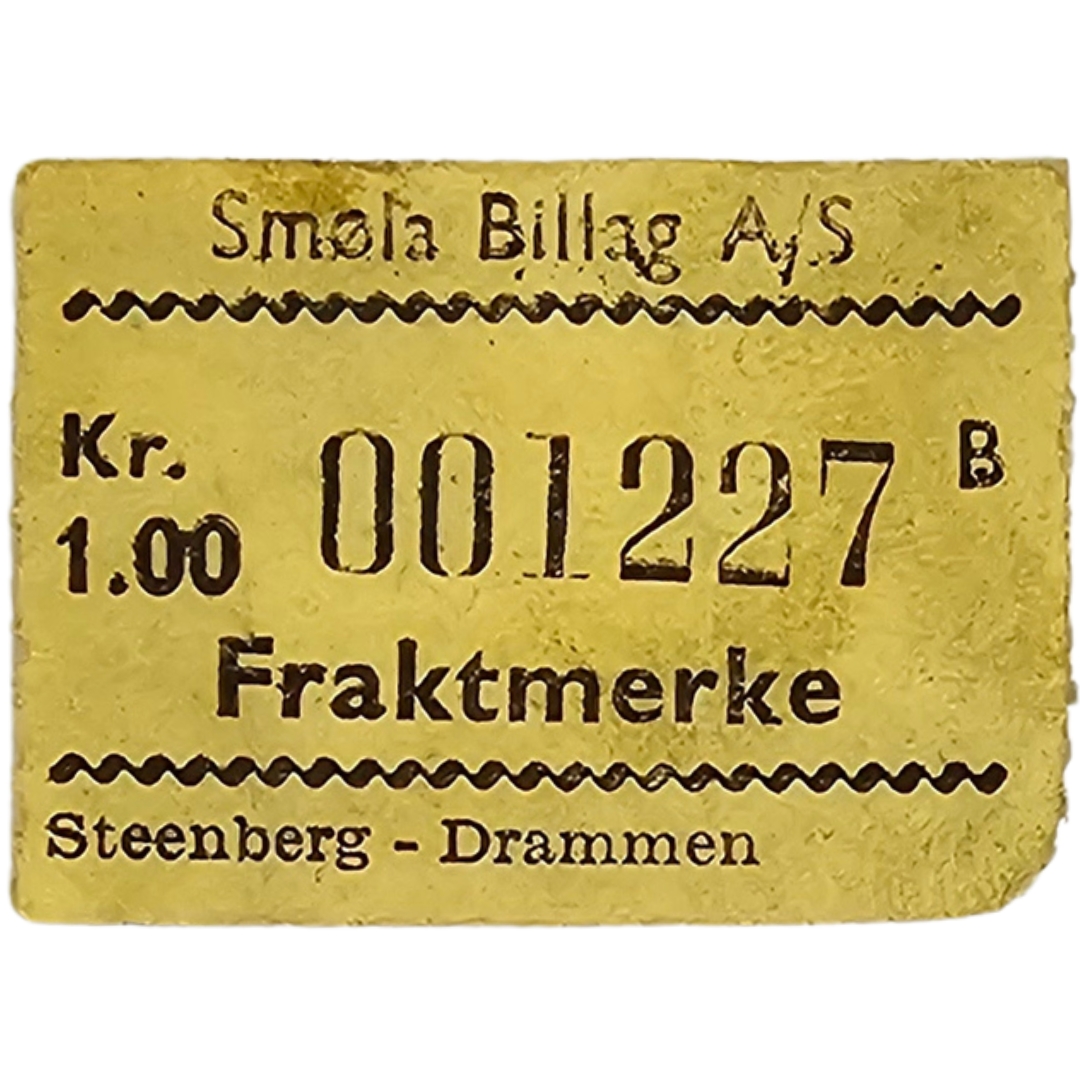 Smøla Billag A/S
Kr. 001227 B
1.00
Fraktmerke
Steenberg - Drammen